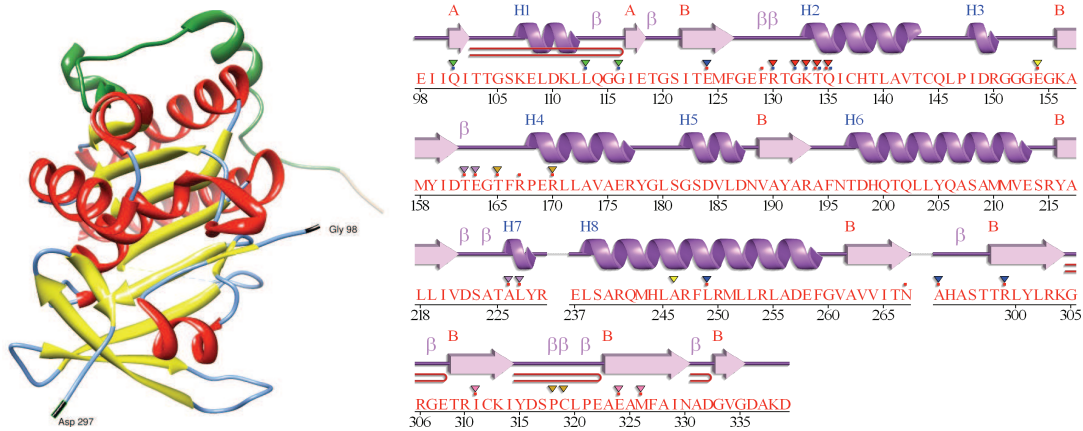 Gly 98
Asp 297
A H1 β A β B ββ H2 H3 B
EIIQITTGSKELDKLLQGGIETGSITEMFGEFRTGKTQICHTLAVTCQLPIDRGGGEGKA
98 105 110 115 120 125 130 135 140 145 150 157
B β H4 H5 B H6 B
MYIDTEGTFRPERLLAVAERYGLSGSDVLDNVAYARAFNTDHQTQLLYQASAMMVESRYA
158 165 170 175 180 185 190 195 200 205 210 217
β β H7 H8 B β B
LLIVDSATALYR ELSARQMHLARFLRMLLRLADEFGVAVVITN AHASTTRLYLRKG
218 225 237 245 250 255 260 265 300 305
β B ββ β B β B
RGETRICKIYDSPCLPEAEAMFAINADGVGDAKD
306 310 315 320 325 330 335